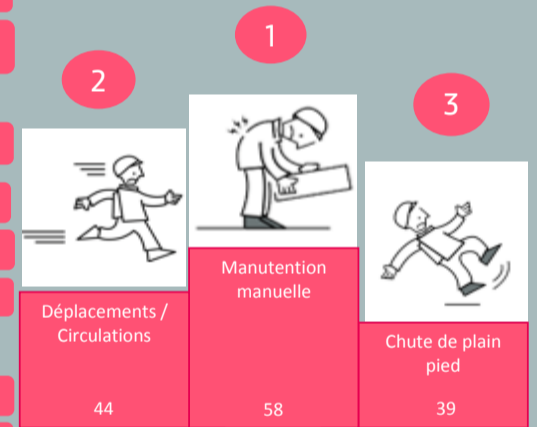 1
2
3
Manutention
manuelle
58
Déplacements /
Circulations
44
Chute de plain
pied
39